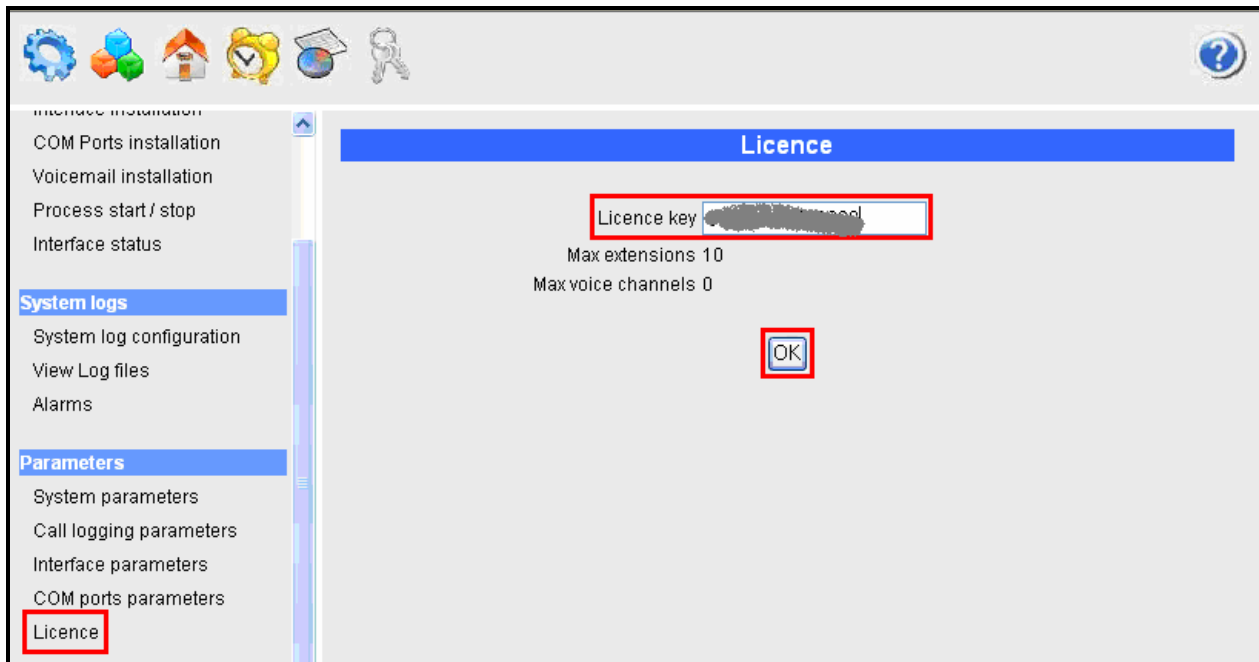 COM Ports installation
Voicemail installation
Process start / stop
Interface status
System logs
System log configuration
View Log files
Alarms
Parameters
System parameters
Call logging parameters
Interface parameters
COM ports parameters
Licence
Licence
Licence key
Max extensions 10
Max voice channels 0
OK